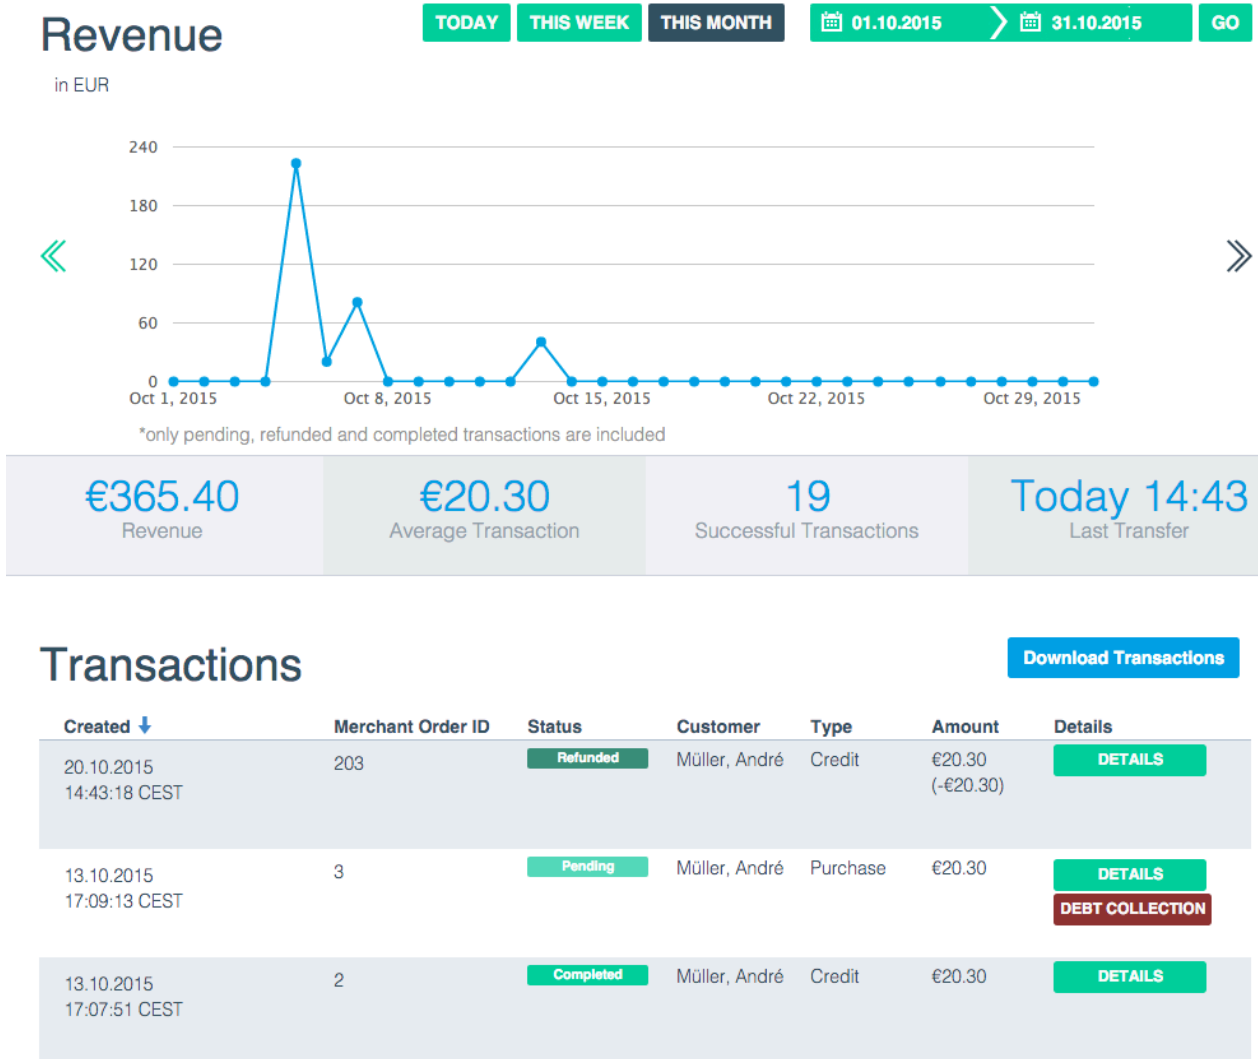 Revenue
TODAY THIS WEEK THIS MONTH 01.10.2015 31.10.2015 GO
in EUR
240
180
120
60
0
Oct 1, 2015 Oct 8, 2015 Oct 15, 2015 Oct 22, 2015 Oct 29, 2015
*only pending, refunded and completed transactions are included
€365.40 €20.30 19 Today 14:43
Revenue Average Transaction Successful Transactions Last Transfer
Transactions
Download Transactions
Created Merchant Order ID Status Customer Type Amount Details
20.10.2015 203 Refunded Müller, André Credit €20.30 DETAILS
14:43:18 CEST (-€20.30)
13.10.2015 3 Pending Müller, André Purchase €20.30 DETAILS
17:09:13 CEST DEBT COLLECTION
13.10.2015 2 Completed Müller, André Credit €20.30 DETAILS
17:07:51 CEST